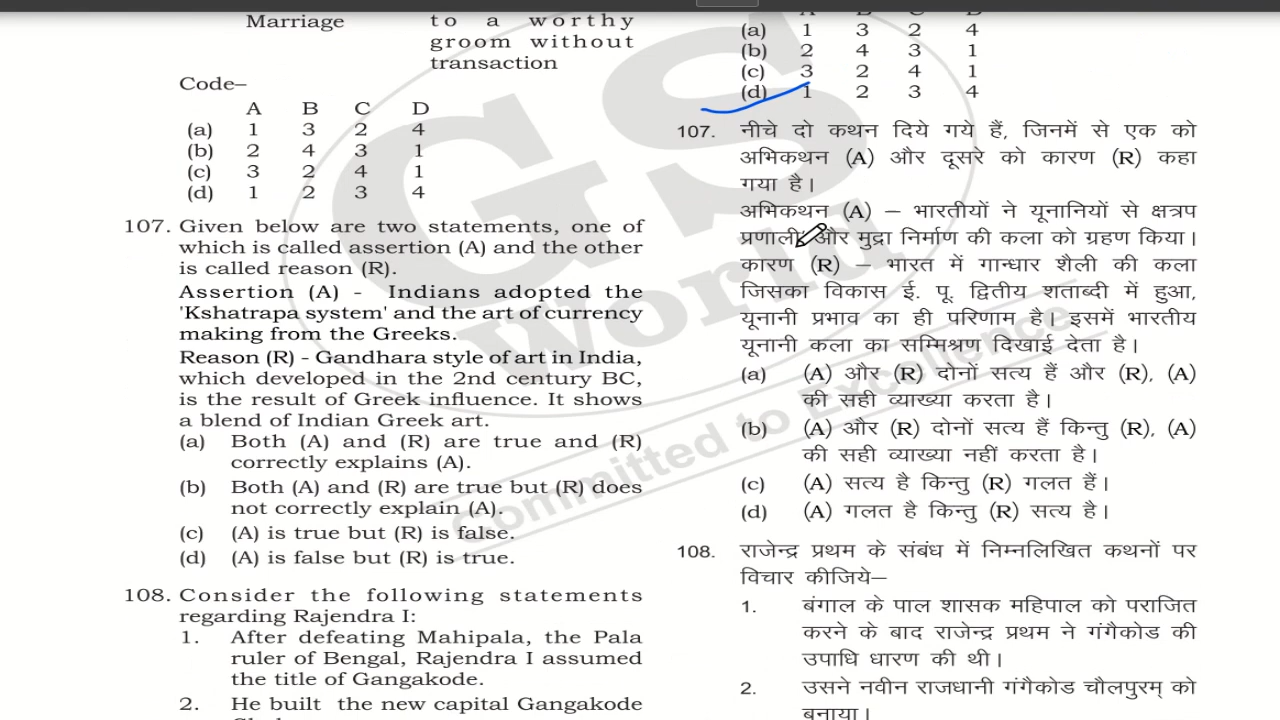 Marriage
to a worthy
groom without
transaction
Code–
A B C D
(a) 1 3 2 4
(b) 2 4 3 1
(c) 3 2 4 1
(d) 1 2 3 4
107. Given below are two statements, one of
which is called assertion (A) and the other
is called reason (R).
Assertion (A) - Indians adopted the
'Kshatrapa system' and the art of currency
making from the Greeks.
Reason (R) - Gandhara style of art in India,
which developed in the 2nd century BC,
is the result of Greek influence. It shows
a blend of Indian Greek art.
(a) Both (A) and (R) are true and (R)
correctly explains (A).
(b) Both (A) and (R) are true but (R) does
not correctly explain (A).
(c) (A) is true but (R) is false.
(d) (A) is false but (R) is true.
108. Consider the following statements
regarding Rajendra I:
1. After defeating Mahipala, the Pala
ruler of Bengal, Rajendra I assumed
the title of Gangakode.
2. He built the new capital Gangakode
(a) 1 3 2 4
(b) 2 4 3 1
(c) 3 2 4 1
(d) 1 2 3 4
107. नीचे दो कथन दिये गये हैं, जिनमें से एक को
अभिकथन (A) और दूसरे को कारण (R) कहा
गया है।
अभिकथन (A) – भारतीयों ने यूनानियों से क्षत्रप
प्रणाली और मुद्रा निर्माण की कला को ग्रहण किया।
कारण (R) – भारत में गान्धार शैली की कला
जिसका विकास ई. पू. द्वितीय शताब्दी में हुआ,
यूनानी प्रभाव का ही परिणाम है। इसमें भारतीय
यूनानी कला का सम्मिश्रण दिखाई देता है।
(a) (A) और (R) दोनों सत्य हैं और (R), (A)
की सही व्याख्या करता है।
(b) (A) और (R) दोनों सत्य हैं किन्तु (R), (A)
की सही व्याख्या नहीं करता है।
(c) (A) सत्य है किन्तु (R) गलत हैं।
(d) (A) गलत है किन्तु (R) सत्य है।
108. राजेन्द्र प्रथम के संबंध में निम्नलिखित कथनों पर
विचार कीजिये–
1. बंगाल के पाल शासक महिपाल को पराजित
करने के बाद राजेन्द्र प्रथम ने गंगैकोड की
उपाधि धारण की थी।
2. उसने नवीन राजधानी गंगैकोड चौलपुरम् को
बनाया।
GS
World
Committed to Excellence